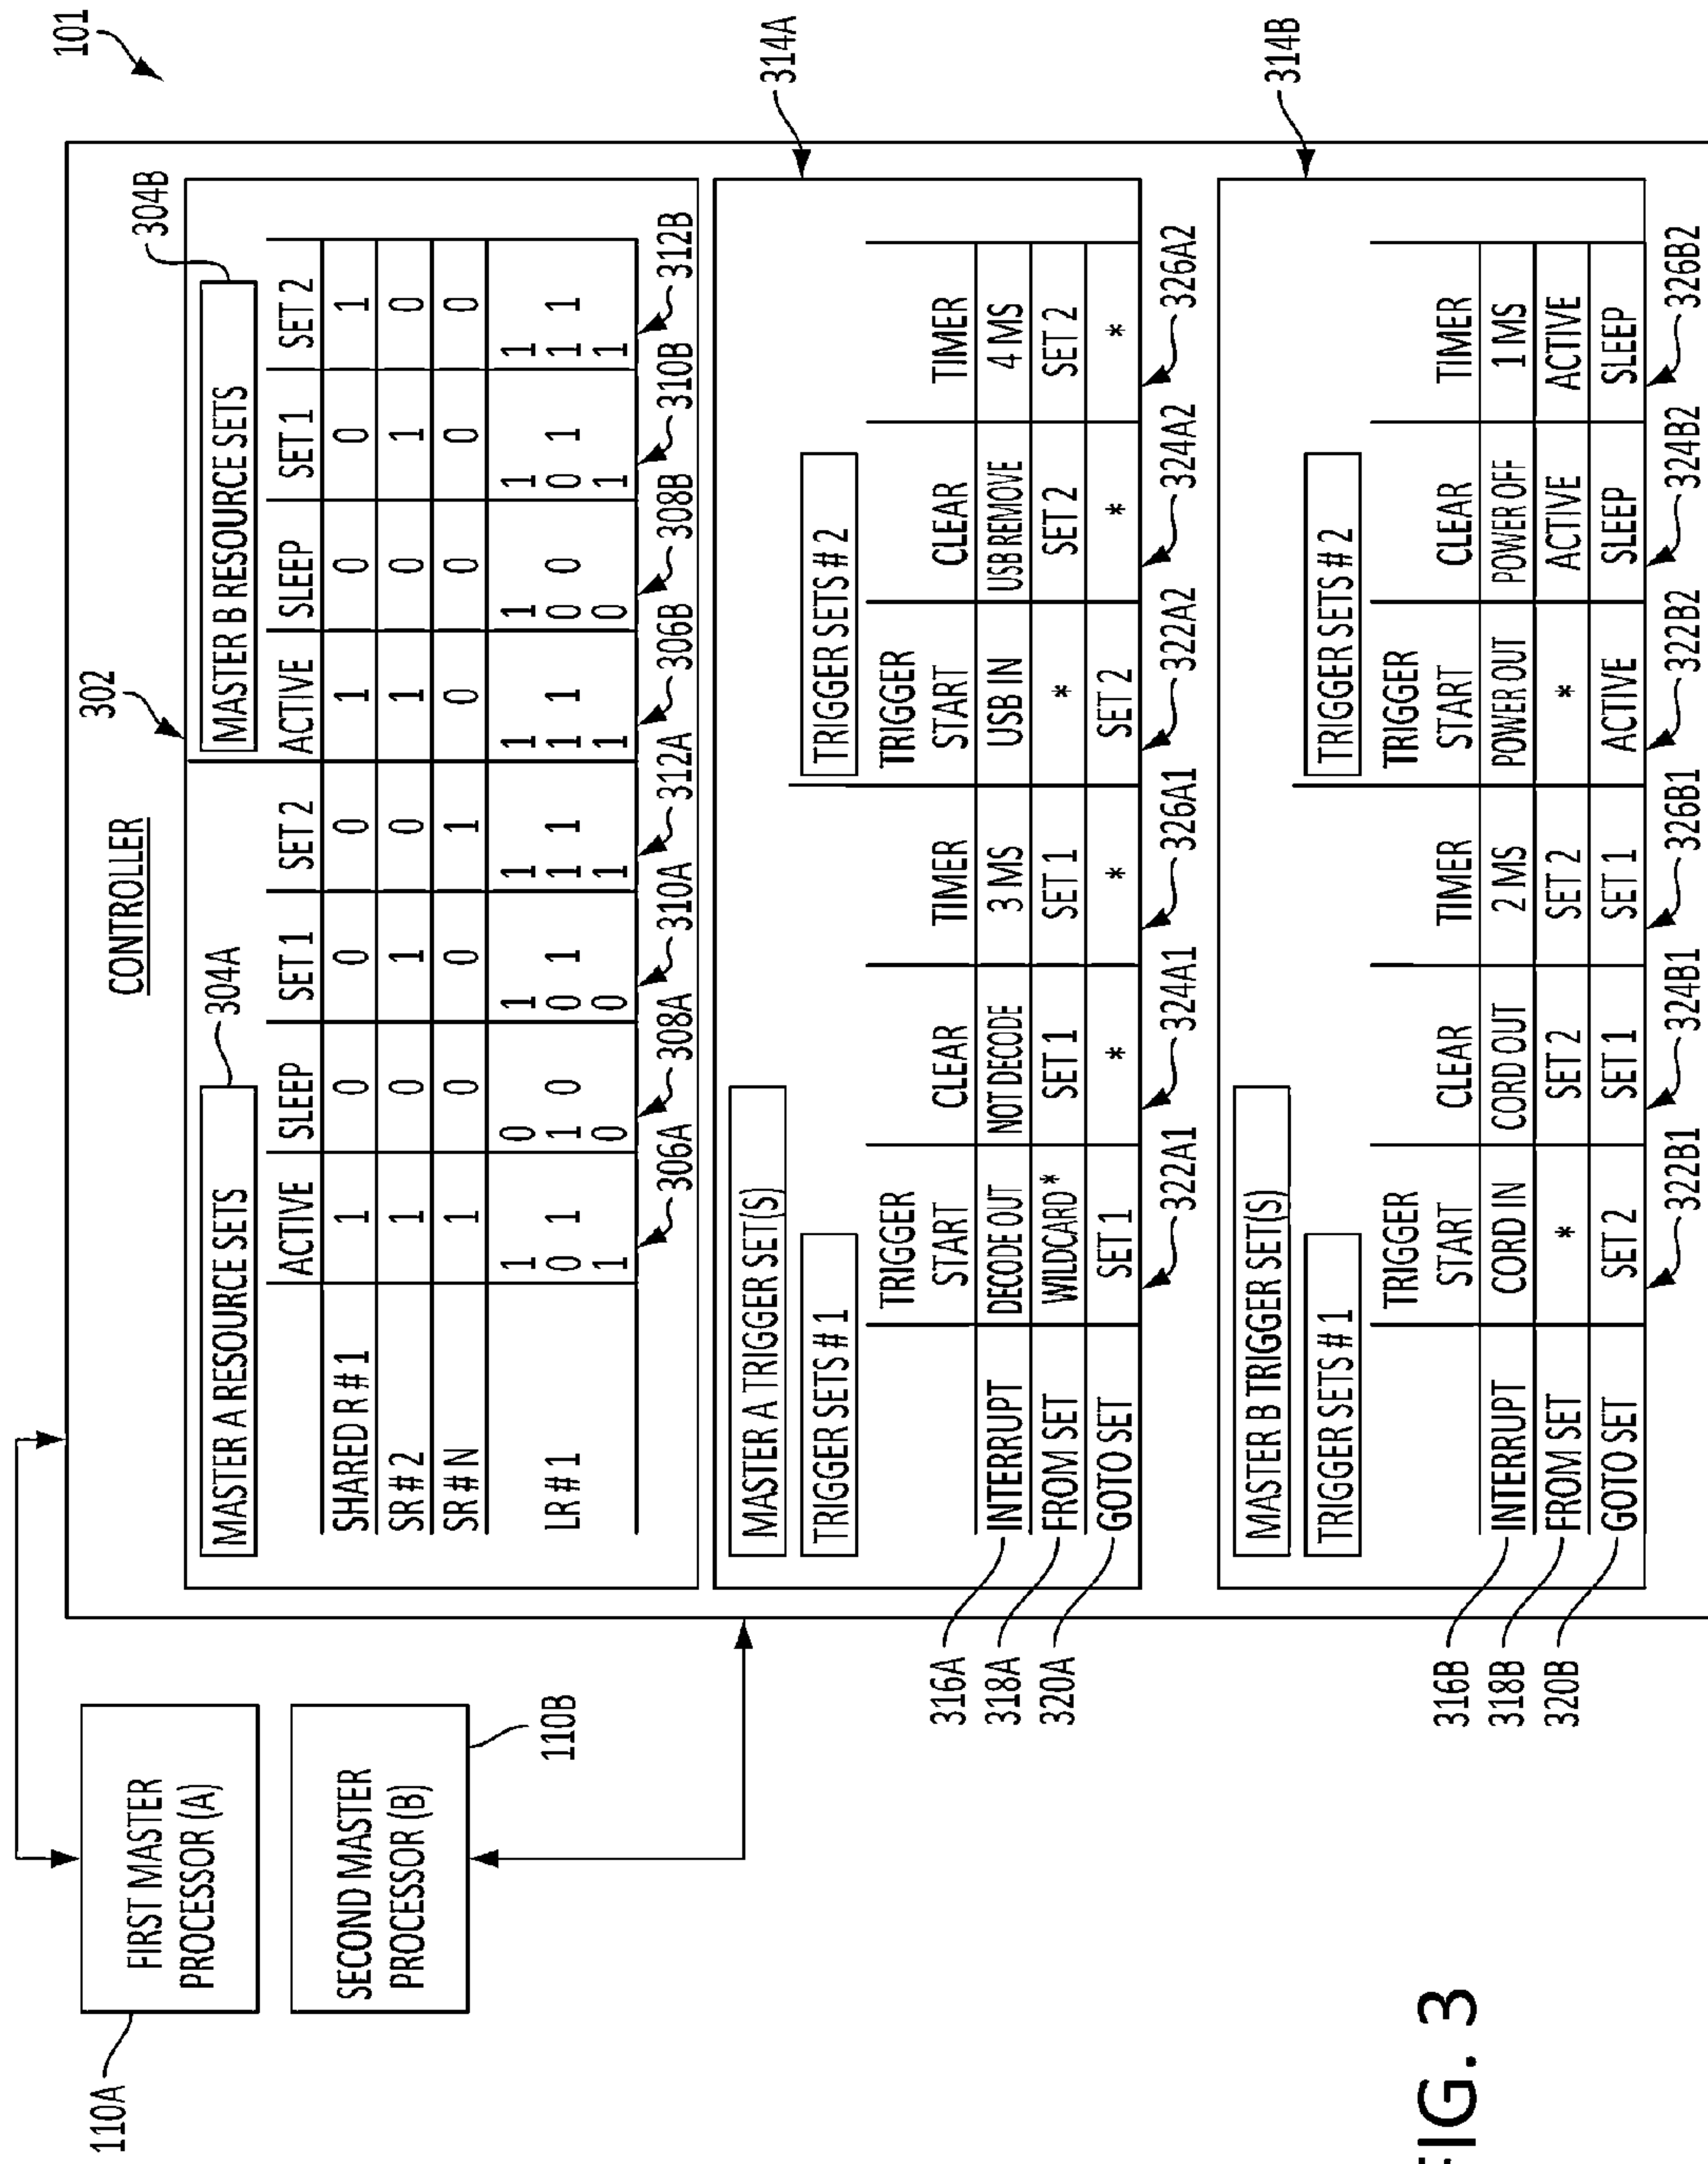 101
110A
FIRST MASTER
PROCESSOR (A)
SECOND MASTER
PROCESSOR (B)
110B
CONTROLLER
302
304A
304B
MASTER A RESOURCE SETS
MASTER B RESOURCE SETS
ACTIVE SLEEP SET 1 SET 2 ACTIVE SLEEP SET 1 SET 2
SHARED R # 1 1 0 0 0 1 0 0 1
SR # 2 1 0 1 0 1 0 1 0
SR # N 1 0 0 1 0 0 0 0
1 0 1 1 1 1 1 1
LR # 1 0 1 1 0 0 1 1 1 1 1 0 0 0 1 1 1
1 0 0 1 1 0 1 1
306A 308A 310A 312A 306B 308B 310B 312B
314A
MASTER A TRIGGER SET(S)
TRIGGER SETS # 1
TRIGGER SETS # 2
TRIGGER TRIGGER
START CLEAR TIMER START CLEAR TIMER
316A INTERRUPT DECODE OUT NOT DECODE 3 MS USB IN USB REMOVE 4 MS
318A FROM SET WILDCARD* SET 1 SET 1 * SET 2 SET 2
320A GOTO SET SET 1 * * SET 2 * *
322A1 324A1 326A1 322A2 324A2 326A2
314B
MASTER B TRIGGER SET(S)
TRIGGER SETS # 1
TRIGGER SETS # 2
TRIGGER TRIGGER
START CLEAR TIMER START CLEAR TIMER
316B INTERRUPT CORD IN CORD OUT 2 MS POWER OUT POWER OFF 1 MS
318B FROM SET * SET 2 SET 2 * ACTIVE ACTIVE
320B GOTO SET SET 2 SET 1 SET 1 ACTIVE SLEEP SLEEP
322B1 324B1 326B1 322B2 324B2 326B2
FIG. 3